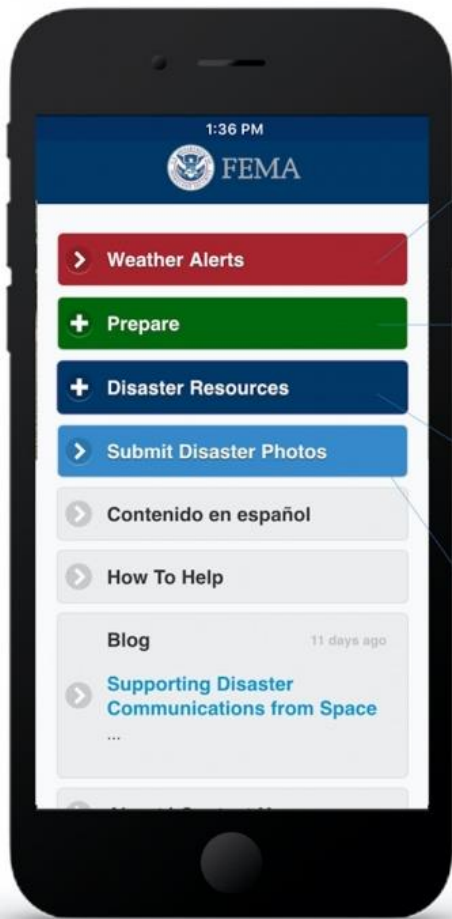 1:36 PM
FEMA
Weather Alerts
Prepare
Disaster Resources
Submit Disaster Photos
Contenido en español
How To Help
Blog 11 days ago
Supporting Disaster
Communications from Space
...